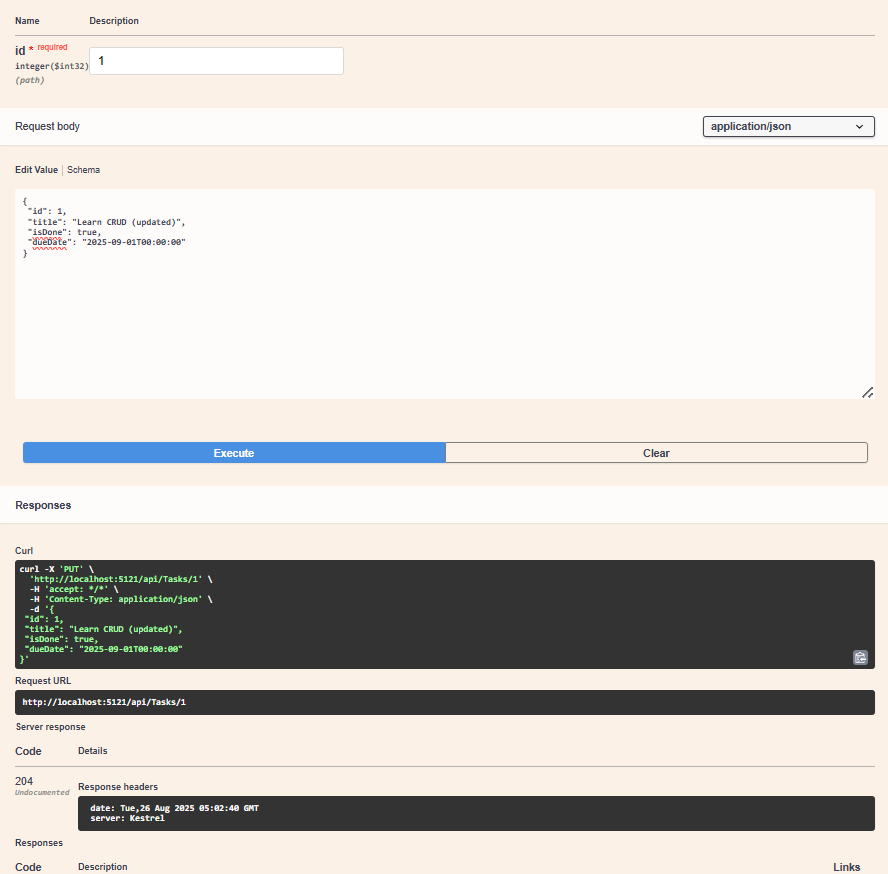 Name Description
id * required
integer($int32)
(path)
1
Request body application/json
Edit Value | Schema
{
"id": 1,
"title": "Learn CRUD (updated)",
"isDone": true,
"dueDate": "2025-09-01T00:00:00"
}
Execute Clear
Responses
Curl
curl -X 'PUT' \
'http://localhost:5121/api/Tasks/1' \
-H 'accept: */*' \
-H 'Content-Type: application/json' \
-d '{
"id": 1,
"title": "Learn CRUD (updated)",
"isDone": true,
"dueDate": "2025-09-01T00:00:00"
}'
Request URL
http://localhost:5121/api/Tasks/1
Server response
Code Details
204
Undocumented
Response headers
date: Tue,26 Aug 2025 05:02:40 GMT
server: Kestrel
Responses
Code Description Links